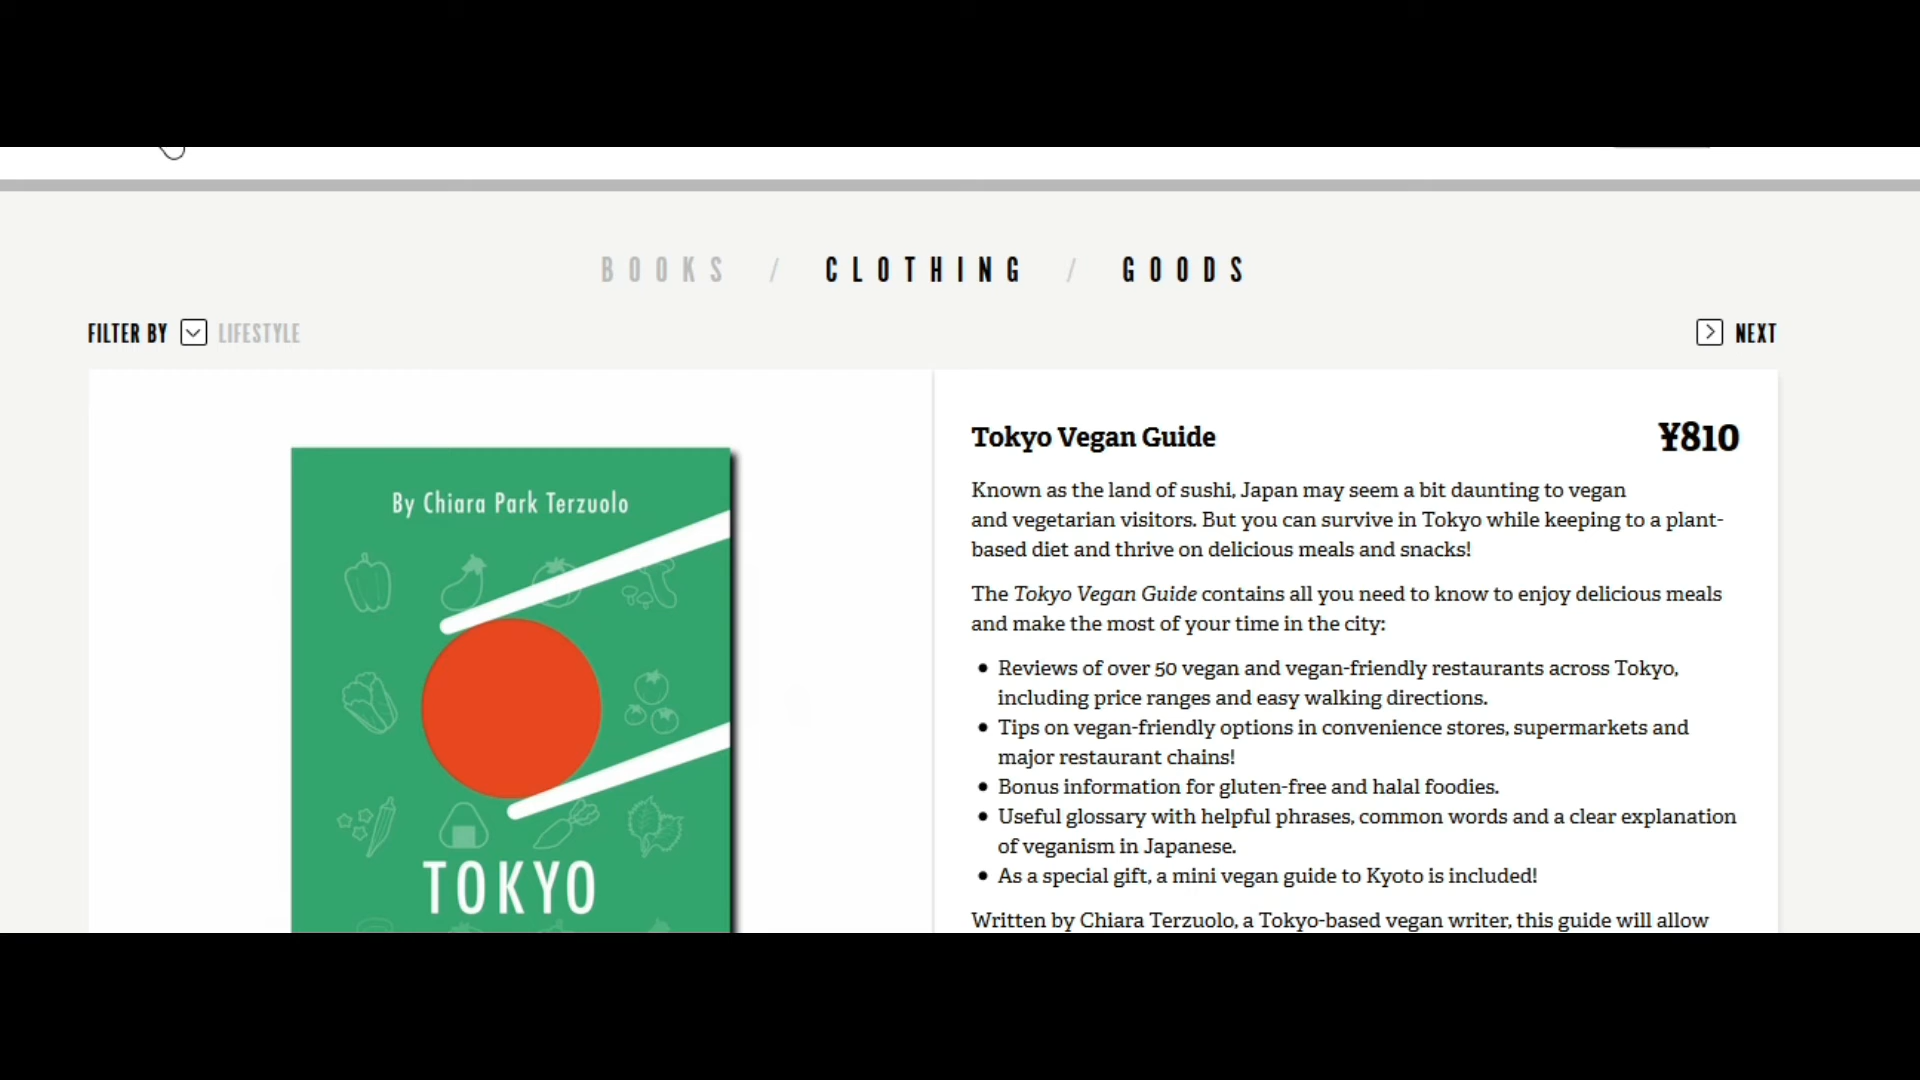 BOOKS / CLOTHING / GOODS
FILTER BY LIFESTYLE
NEXT
By Chiara Park Terzuolo
TOKYO
Tokyo Vegan Guide ¥810
Known as the land of sushi, Japan may seem a bit daunting to vegan
and vegetarian visitors. But you can survive in Tokyo while keeping to a plant-
based diet and thrive on delicious meals and snacks!
The Tokyo Vegan Guide contains all you need to know to enjoy delicious meals
and make the most of your time in the city:
• Reviews of over 50 vegan and vegan-friendly restaurants across Tokyo,
including price ranges and easy walking directions.
• Tips on vegan-friendly options in convenience stores, supermarkets and
major restaurant chains!
• Bonus information for gluten-free and halal foodies.
• Useful glossary with helpful phrases, common words and a clear explanation
of veganism in Japanese.
• As a special gift, a mini vegan guide to Kyoto is included!
Written by Chiara Terzuolo, a Tokyo-based vegan writer, this guide will allow